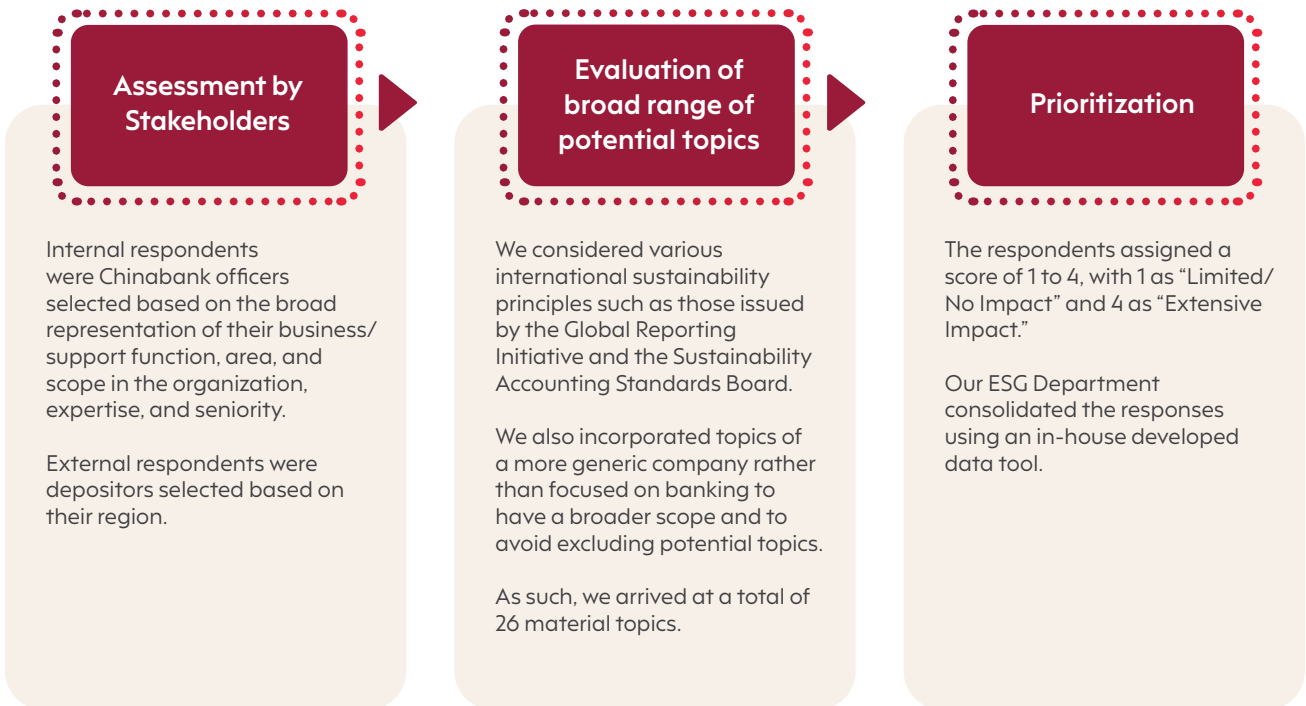 Assessment by
Stakeholders
Internal respondents
were Chinabank officers
selected based on the broad
representation of their business/
support function, area, and
scope in the organization,
expertise, and seniority.
External respondents were
depositors selected based on
their region.
Evaluation of
broad range of
potential topics
We considered various
international sustainability
principles such as those issued
by the Global Reporting
Initiative and the Sustainability
Accounting Standards Board.
We also incorporated topics of
a more generic company rather
than focused on banking to
have a broader scope and to
avoid excluding potential topics.
As such, we arrived at a total of
26 material topics.
Prioritization
The respondents assigned a
score of 1 to 4, with 1 as “Limited/
No Impact” and 4 as “Extensive
Impact.”
Our ESG Department
consolidated the responses
using an in-house developed
data tool.